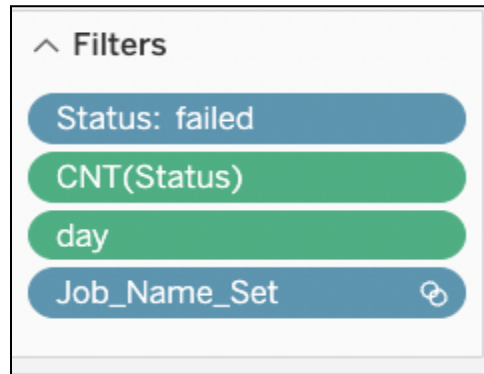 Filters
Status: failed
CNT(Status)
day
Job_Name_Set